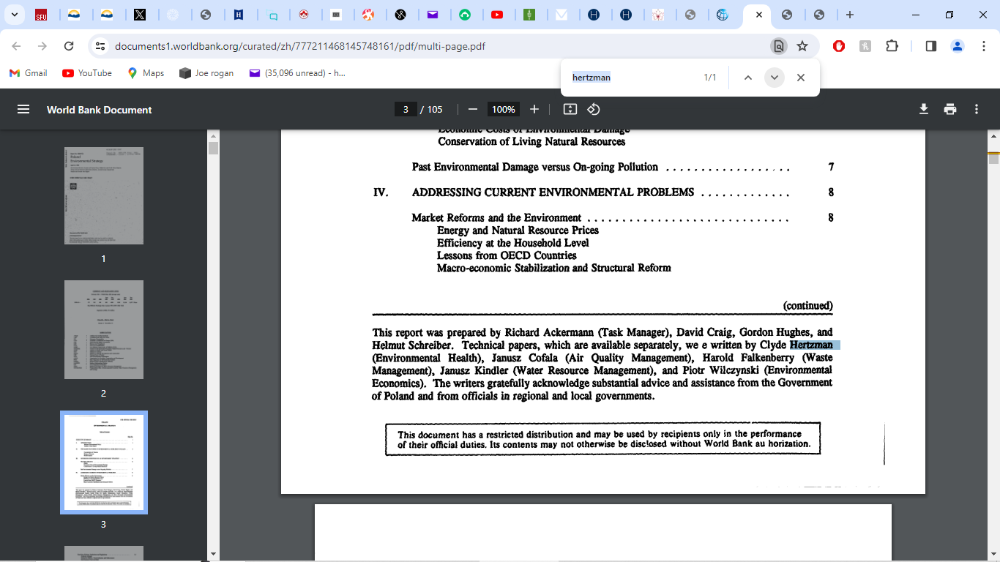 SFU
documents1.worldbank.org/curated/zh/777211468145748161/pdf/multi-page.pdf
Gmail
YouTube
Maps
Joe rogan
(35,096 unread) - h...
hertzman
1/1
World Bank Document
3 / 105
100%
Economic Costs of Environmental Damage
Conservation of Living Natural Resources
Past Environmental Damage versus On-going Pollution . . . . . . . . . . . . . . . . . . 7
IV. ADDRESSING CURRENT ENVIRONMENTAL PROBLEMS . . . . . . . . . . . . . 8
Market Reforms and the Environment . . . . . . . . . . . . . . . . . . . . . . . . . . . . . 8
Energy and Natural Resource Prices
Efficiency at the Household Level
Lessons from OECD Countries
Macro-economic Stabilization and Structural Reform
(continued)
This report was prepared by Richard Ackermann (Task Manager), David Craig, Gordon Hughes, and
Helmut Schreiber. Technical papers, which are available separately, we e written by Clyde Hertzman
(Environmental Health), Janusz Cofala (Air Quality Management), Harold Falkenberry (Waste
Management), Janusz Kindler (Water Resource Management), and Piotr Wilczynski (Environmental
Economics). The writers gratefully acknowledge substantial advice and assistance from the Government
of Poland and from officials in regional and local governments.
This document has a restricted distribution and may be used by recipients only in the performance
of their official duties. Its contents may not otherwise be disclosed without World Bank au horization.
Poland
Environmental Strategy
1
2
3